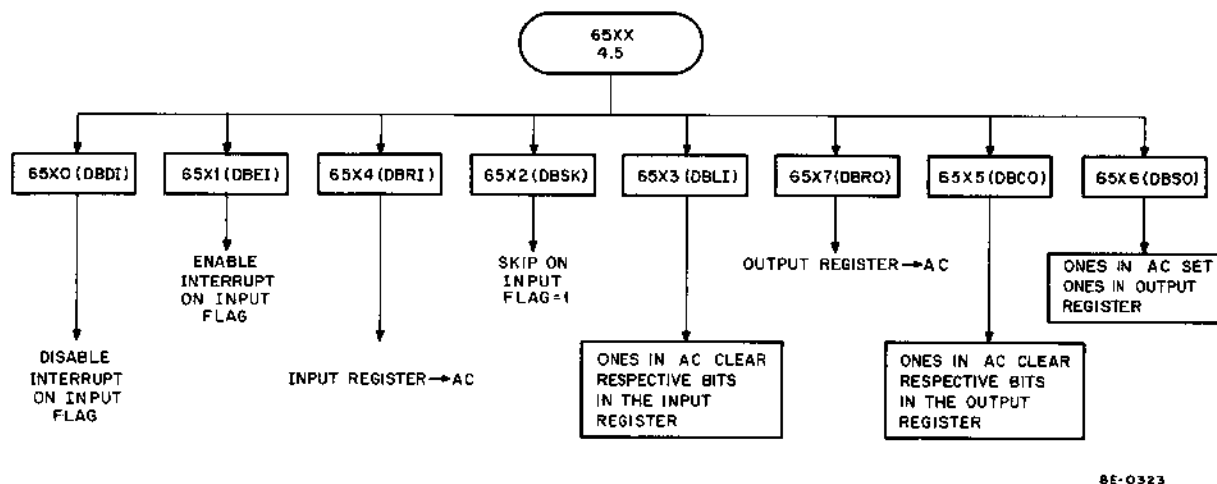 65XX
4.5
65X0 (DBDI)
65X1 (DBEI)
65X4 (DBRI)
65X2 (DBSK)
65X3 (DBLI)
65X7 (DBRO)
65X5 (DBCO)
65X6 (DBSO)
DISABLE
INTERRUPT
ON INPUT
FLAG
ENABLE
INTERRUPT
ON INPUT
FLAG
INPUT REGISTER→AC
SKIP ON
INPUT
FLAG=1
ONES IN AC CLEAR
RESPECTIVE BITS
IN THE INPUT
REGISTER
OUTPUT REGISTER→AC
ONES IN AC CLEAR
RESPECTIVE BITS
IN THE OUTPUT
REGISTER
ONES IN AC SET
ONES IN OUTPUT
REGISTER
8E-0323